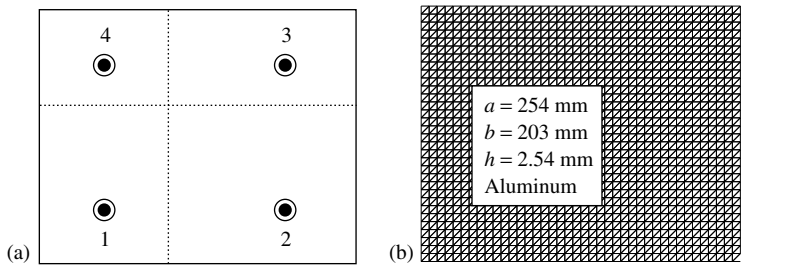 4 3
1 2
(a)
(b)
a = 254 mm
b = 203 mm
h = 2.54 mm
Aluminum